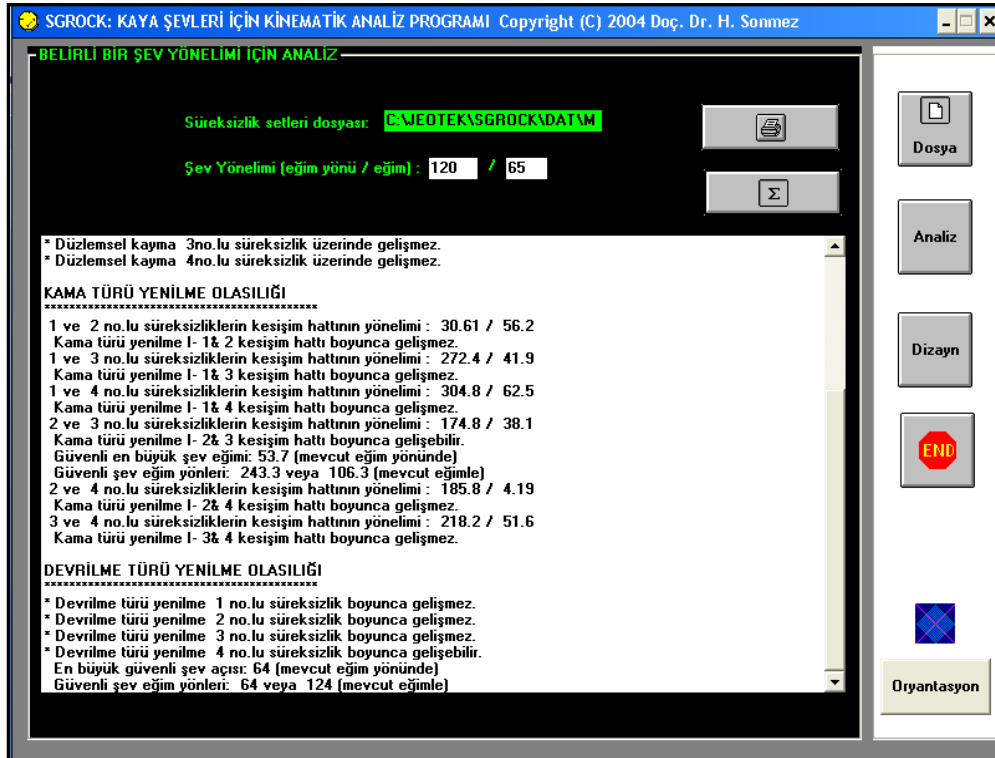 SGROCK: KAYA ŞEVLERİ İÇİN KİNEMATİK ANALİZ PROGRAMI Copyright (C) 2004 Doç. Dr. H. Sonmez
BELİRLİ BİR ŞEV YÖNELİMİ İÇİN ANALİZ
Süreksizlik setleri dosyası: C:\JEOTEK\SGROCK\DAT\M
Şev Yönelimi (eğim yönü / eğim) : 120 / 65
Σ
* Düzlemsel kayma 3no.lu süreksizlik üzerinde gelişmez.
* Düzlemsel kayma 4no.lu süreksizlik üzerinde gelişmez.
KAMA TÜRÜ YENİLME OLASILIĞI
********************************************
1 ve 2 no.lu süreksizliklerin kesişim hattının yönelimi : 30.61 / 56.2
Kama türü yenilme I- 1& 2 kesişim hattı boyunca gelişmez.
1 ve 3 no.lu süreksizliklerin kesişim hattının yönelimi : 272.4 / 41.9
Kama türü yenilme I- 1& 3 kesişim hattı boyunca gelişmez.
1 ve 4 no.lu süreksizliklerin kesişim hattının yönelimi : 304.8 / 62.5
Kama türü yenilme I- 1& 4 kesişim hattı boyunca gelişmez.
2 ve 3 no.lu süreksizliklerin kesişim hattının yönelimi : 174.8 / 38.1
Kama türü yenilme I- 2& 3 kesişim hattı boyunca gelişebilir.
Güvenli en büyük şev eğimi: 53.7 (mevcut eğim yönünde)
Güvenli şev eğim yönleri: 243.3 veya 106.3 (mevcut eğimle)
2 ve 4 no.lu süreksizliklerin kesişim hattının yönelimi : 185.8 / 4.19
Kama türü yenilme I- 2& 4 kesişim hattı boyunca gelişmez.
3 ve 4 no.lu süreksizliklerin kesişim hattının yönelimi : 218.2 / 51.6
Kama türü yenilme I- 3& 4 kesişim hattı boyunca gelişmez.
DEVRİLME TÜRÜ YENİLME OLASILIĞI
********************************************
* Devrilme türü yenilme 1 no.lu süreksizlik boyunca gelişmez.
* Devrilme türü yenilme 2 no.lu süreksizlik boyunca gelişmez.
* Devrilme türü yenilme 3 no.lu süreksizlik boyunca gelişmez.
* Devrilme türü yenilme 4 no.lu süreksizlik boyunca gelişebilir.
En büyük güvenli şev açısı: 64 (mevcut eğim yönünde)
Güvenli şev eğim yönleri: 64 veya 124 (mevcut eğimle)
Dosya
Analiz
Dizayn
END
Oryantasyon